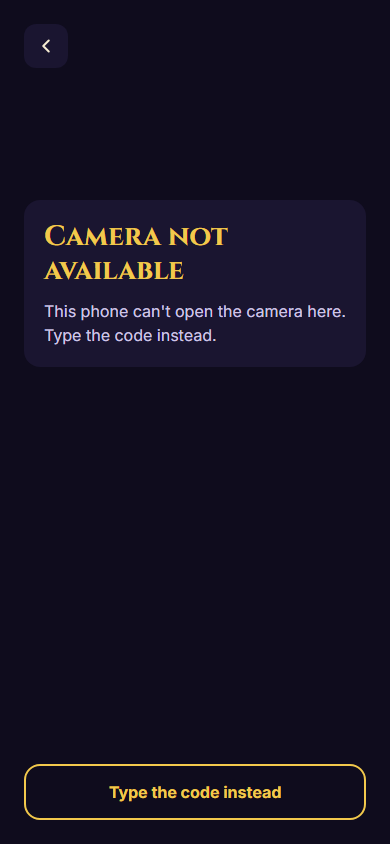 Camera not
available
This phone can't open the camera here.
Type the code instead.
Type the code instead